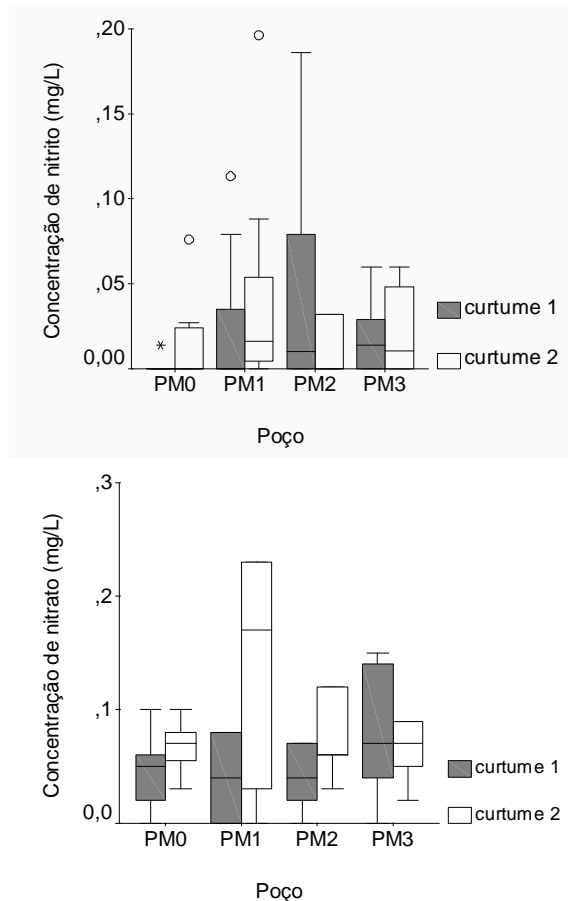 ,20
,15
,10
,05
0,00
Concentração de nitrito (mg/L)
PM0 PM1 PM2 PM3
Poço
curtume 1
curtume 2
,3
,2
,1
0,0
Concentração de nitrato (mg/L)
PM0 PM1 PM2 PM3
Poço
curtume 1
curtume 2